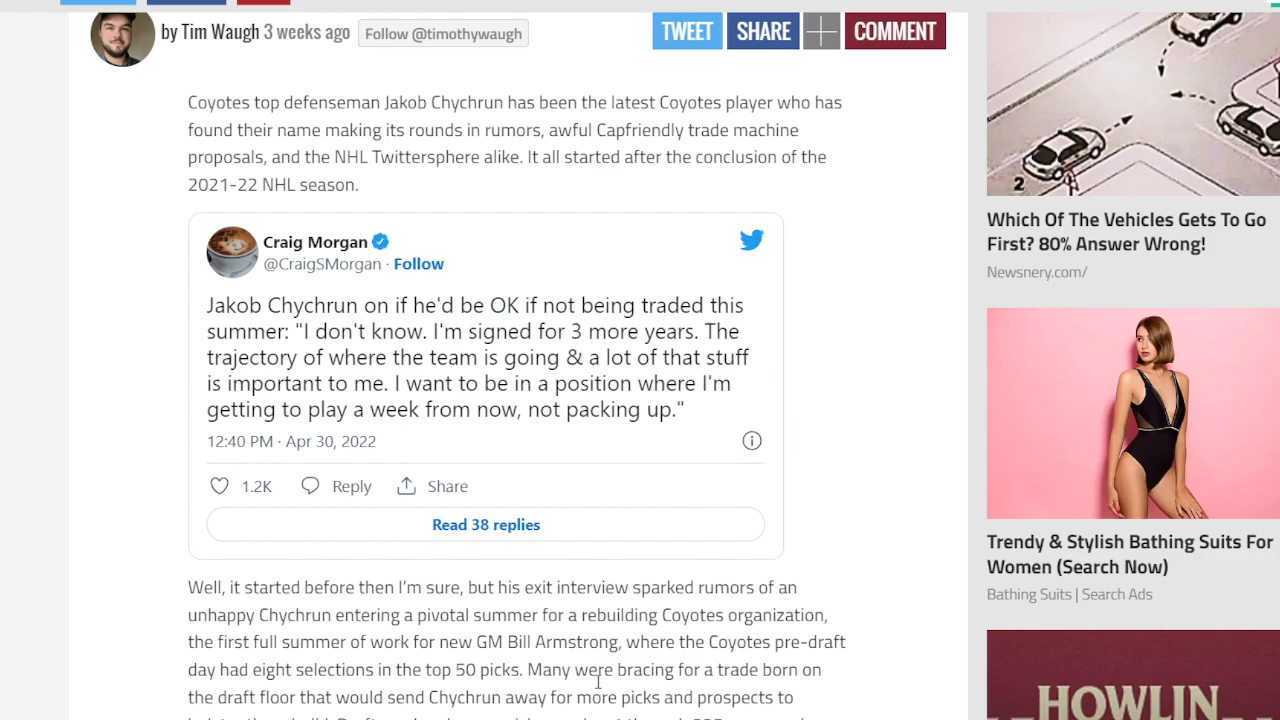 by Tim Waugh 3 weeks ago
Follow @timothywaugh
TWEET
SHARE
COMMENT
Coyotes top defenseman Jakob Chychrun has been the latest Coyotes player who has
found their name making its rounds in rumors, awful Capfriendly trade machine
proposals, and the NHL Twittersphere alike. It all started after the conclusion of the
2021-22 NHL season.
Craig Morgan
@CraigSMorgan · Follow
Jakob Chychrun on if he'd be OK if not being traded this
summer: "I don't know. I'm signed for 3 more years. The
trajectory of where the team is going & a lot of that stuff
is important to me. I want to be in a position where I'm
getting to play a week from now, not packing up."
12:40 PM · Apr 30, 2022
1.2K Reply Share
Read 38 replies
Well, it started before then I'm sure, but his exit interview sparked rumors of an
unhappy Chychrun entering a pivotal summer for a rebuilding Coyotes organization,
the first full summer of work for new GM Bill Armstrong, where the Coyotes pre-draft
day had eight selections in the top 50 picks. Many were bracing for a trade born on
the draft floor that would send Chychrun away for more picks and prospects to
2
Which Of The Vehicles Gets To Go
First? 80% Answer Wrong!
Newsnery.com/
Trendy & Stylish Bathing Suits For
Women (Search Now)
Bathing Suits | Search Ads
HOWLIN